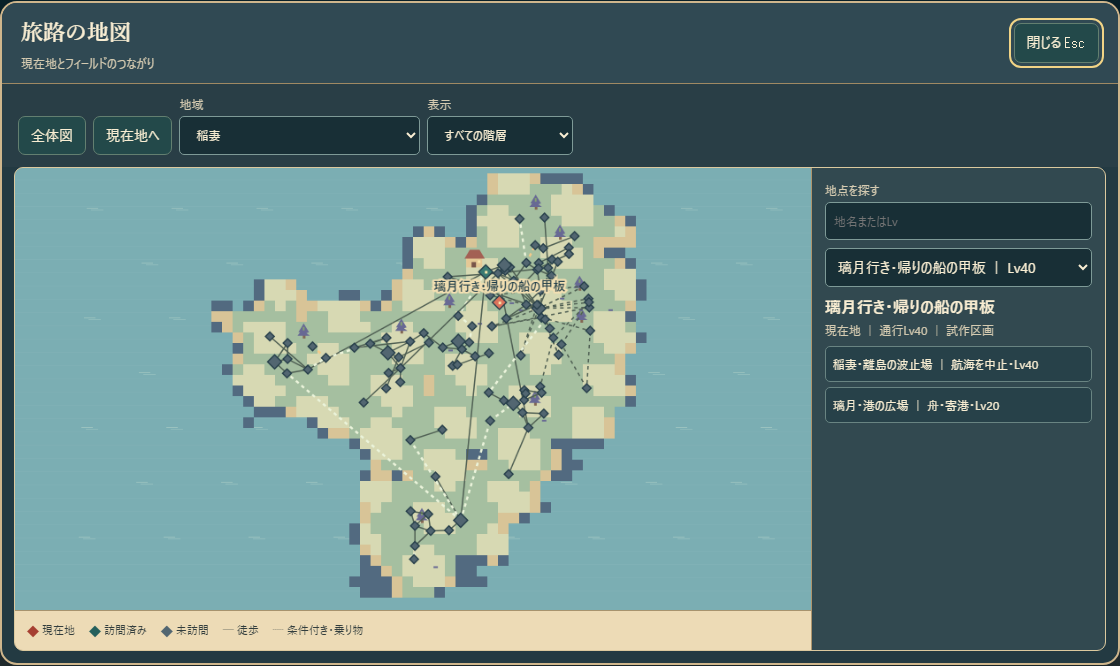 旅路の地図
現在地とフィールドのつながり
閉じる Esc
地域
表示
全体図
現在地へ
稲妻
すべての階層
璃月行き・帰りの船の甲板
地点を探す
地名またはLv
璃月行き・帰りの船の甲板 | Lv40
璃月行き・帰りの船の甲板
現在地 | 通行Lv40 | 試作区画
稲妻・離島の波止場 | 航海を中止・Lv40
璃月・港の広場 | 舟・寄港・Lv20
現在地 訪問済み 未訪問 徒歩 条件付き・乗り物